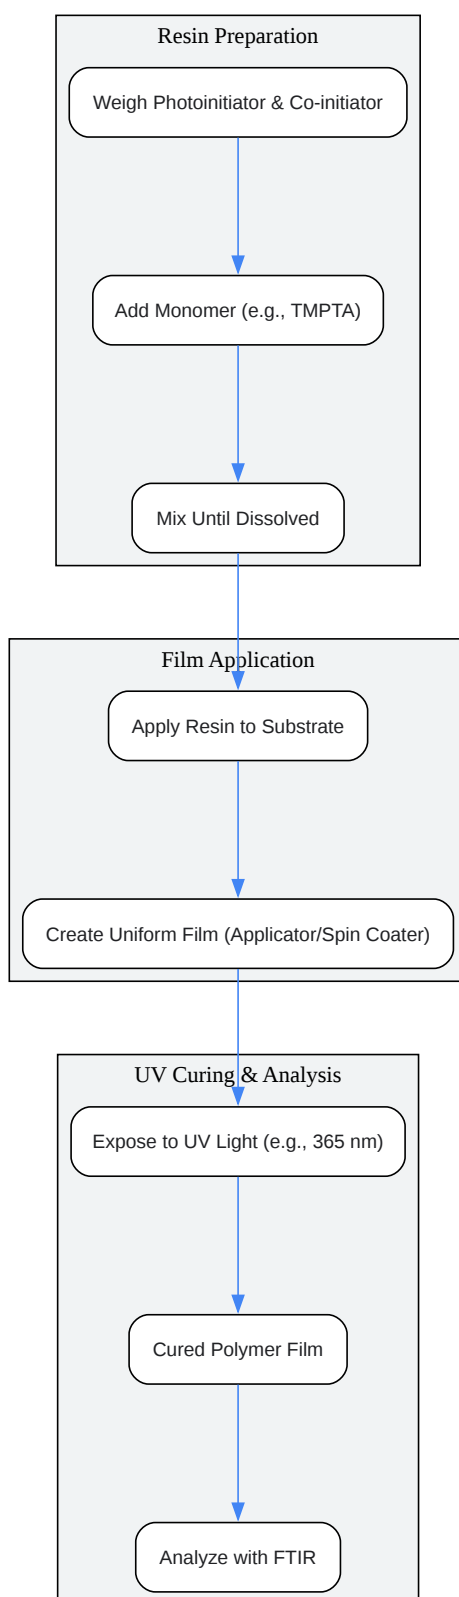 Resin Preparation
Weigh Photoinitiator & Co-initiator
Add Monomer (e.g., TMPTA)
Mix Until Dissolved
Film Application
Apply Resin to Substrate
Create Uniform Film (Applicator/Spin Coater)
UV Curing & Analysis
Expose to UV Light (e.g., 365 nm)
Cured Polymer Film
Analyze with FTIR